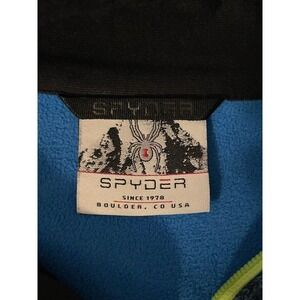 SPYDER
SPYDER
SINCE 1978
BOULDER, CO USA